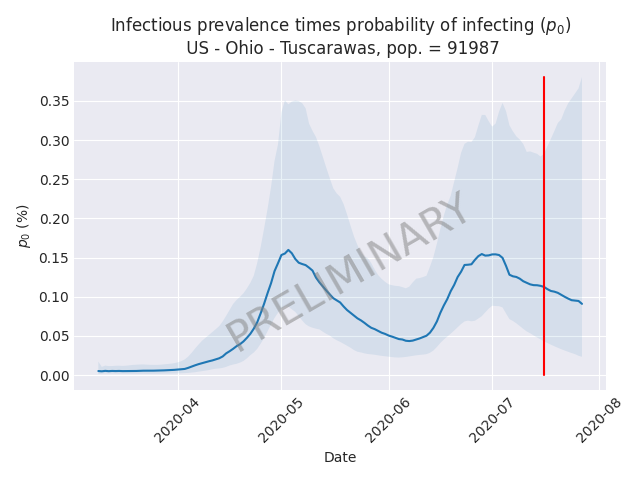 Infectious prevalence times probability of infecting (p₀)
US - Ohio - Tuscarawas, pop. = 91987
0.35
0.30
0.25
0.20
0.15
0.10
0.05
0.00
p₀ (%)
PRELIMINARY
2020-04
2020-05
2020-06
2020-07
2020-08
Date